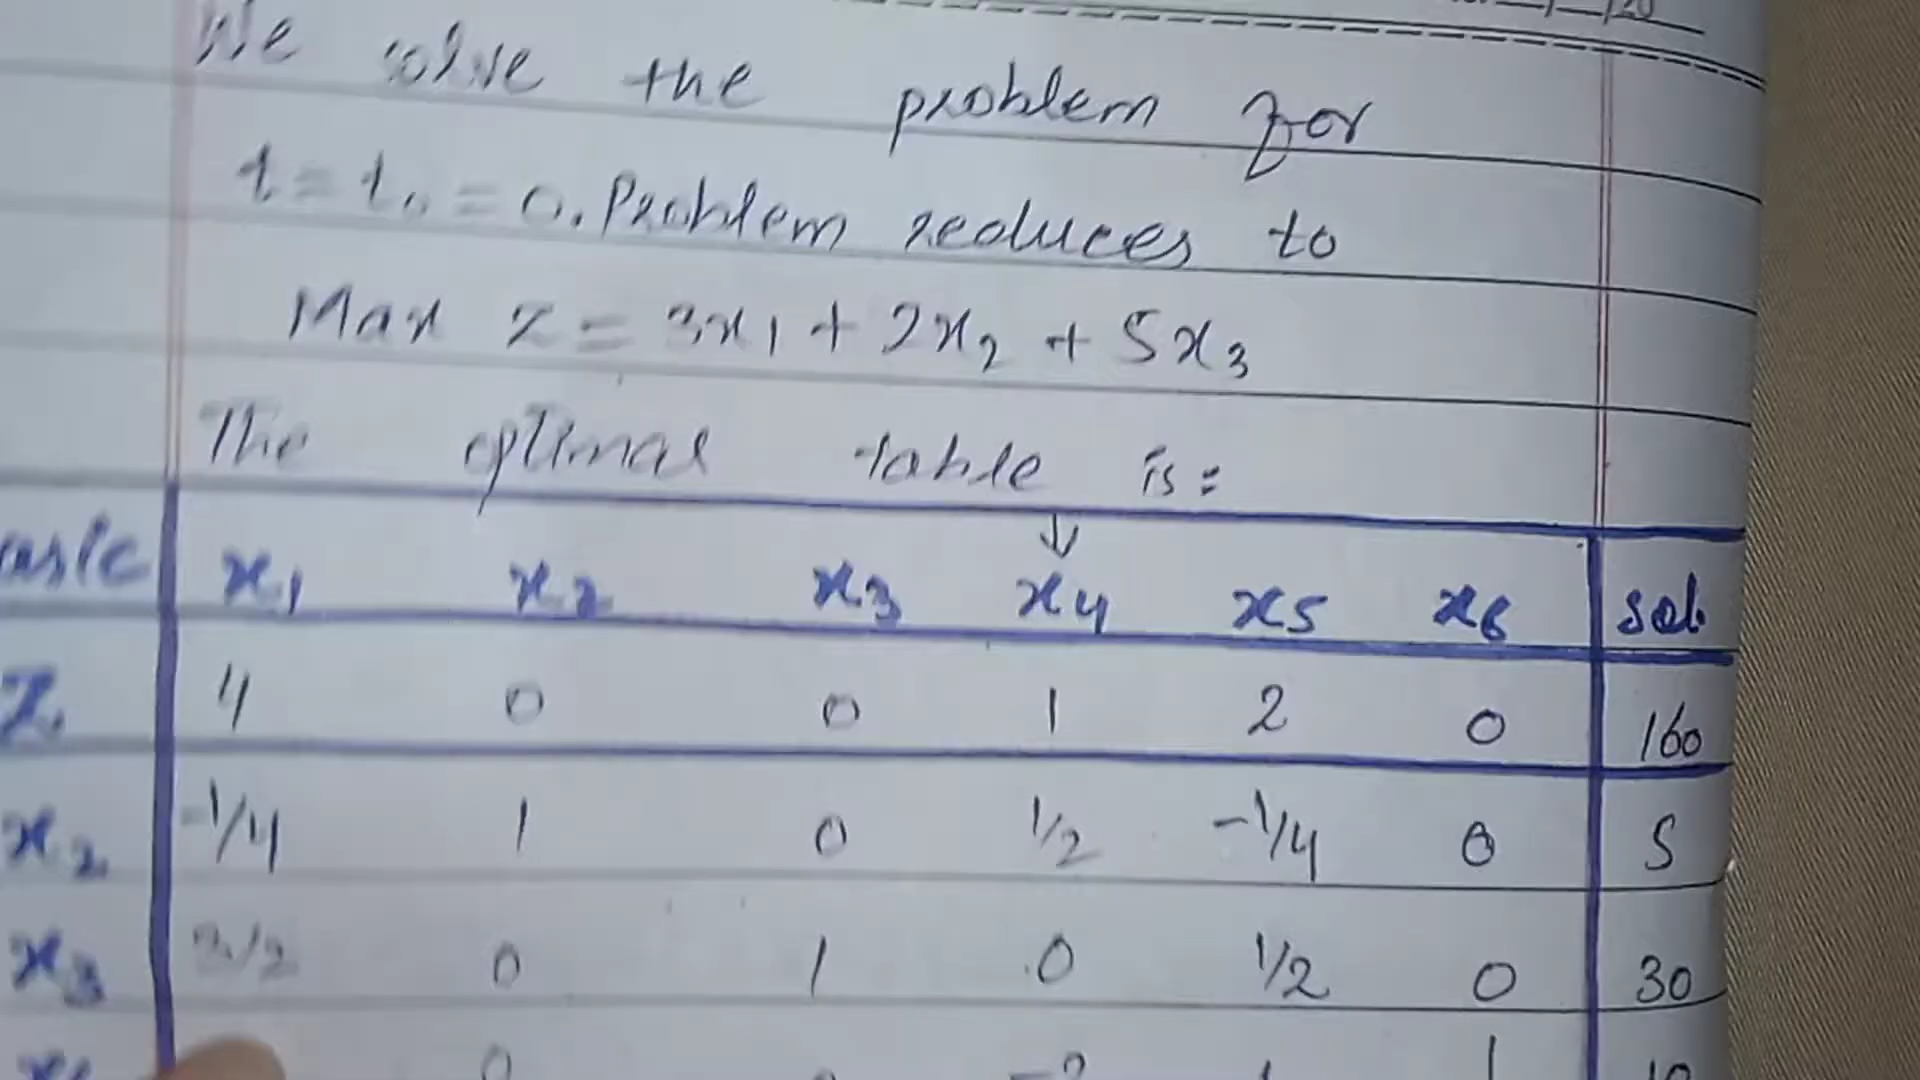 We solve the problem for
t = t₀ = 0. Problem reduces to
Max z = 3x₁ + 2x₂ + 5x₃
The optimal table is:
x₁ x₂ x₃ x₄ x₅ x₆ sol.
Z 4 0 0 1 2 0 160
x₂ -1/4 1 0 1/2 -1/4 0 5
x₃ 3/2 0 1 0 1/2 0 30